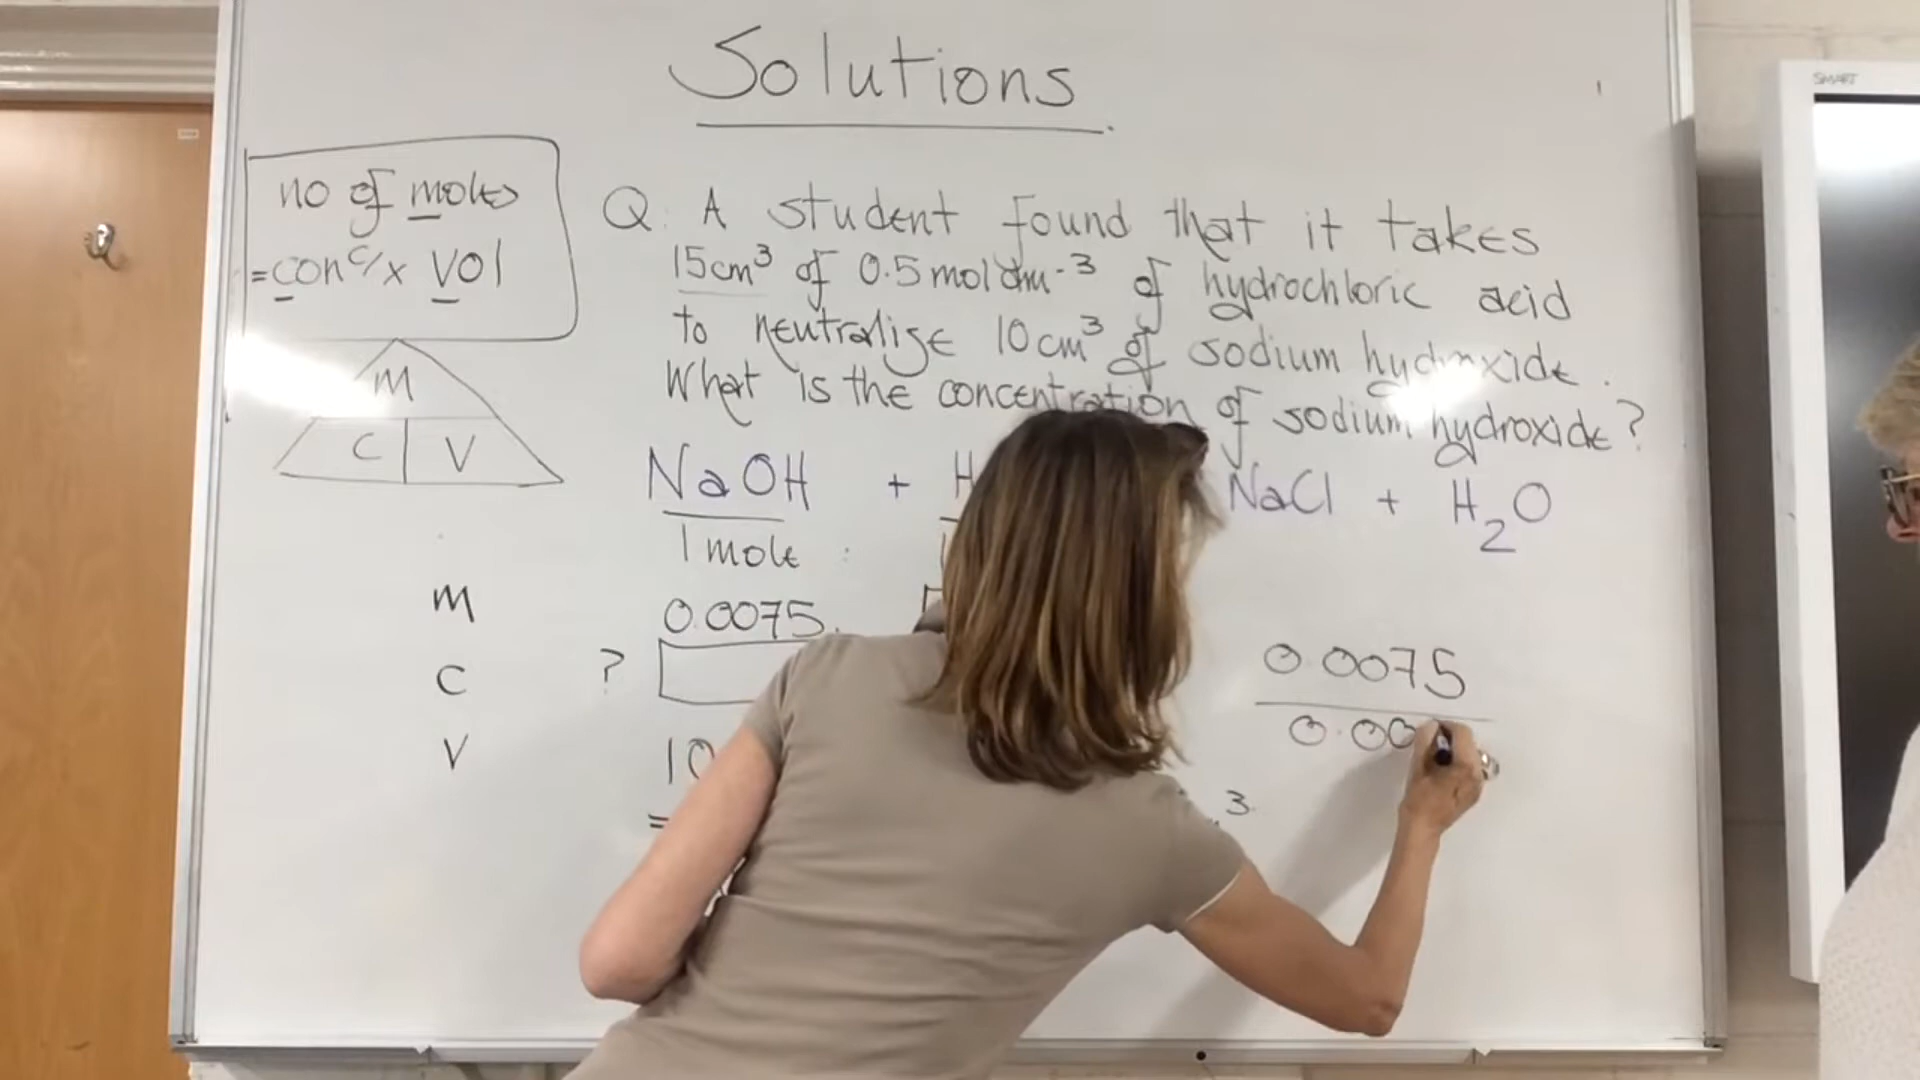 Solutions
SMART
no of moles
= conc/ x vol
M
C V
Q. A student found that it takes
15cm³ of 0.5 mol dm-³ of hydrochloric acid
to neutralise 10cm³ of sodium hydroxide.
What is the concentration of sodium hydroxide?
NaOH + H NaCl + H₂O
1 mole :
M 0.0075
C ?
V 10
= ³
0.0075
0.00